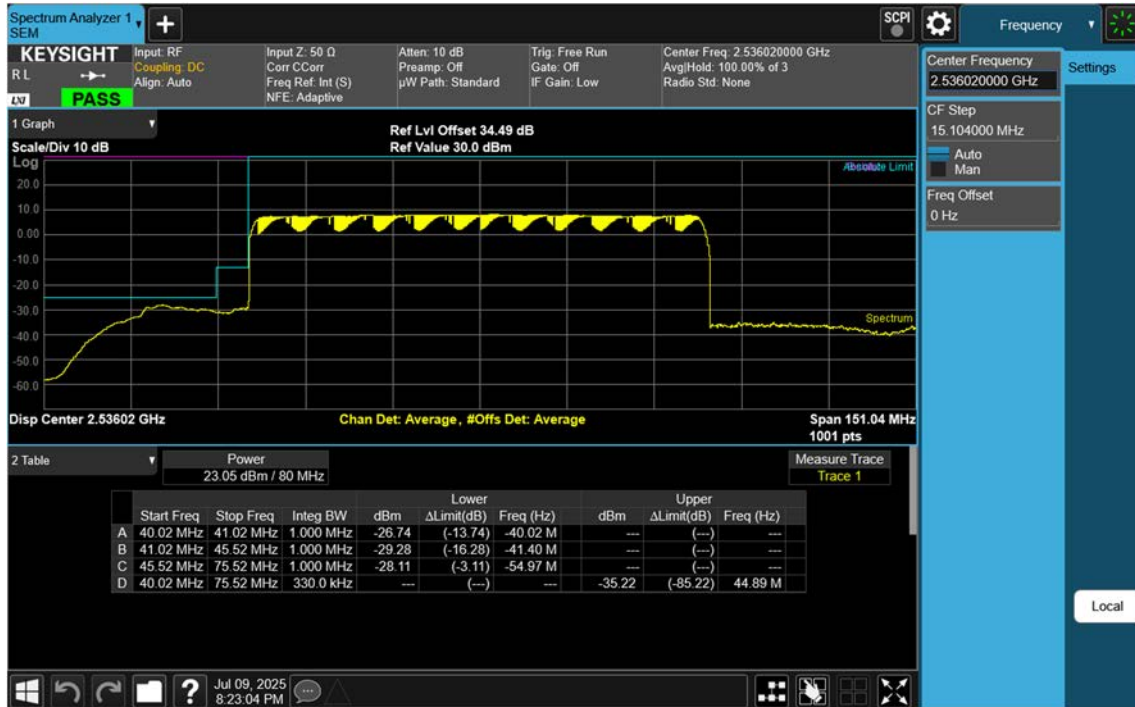 Spectrum Analyzer 1
SEM
+
SCPI
Frequency
KEYSIGHT
R L
LXI
PASS
Input: RF
Coupling: DC
Align: Auto
Input Z: 50 Ω
Corr CCorr
Freq Ref: Int (S)
NFE: Adaptive
Atten: 10 dB
Preamp: Off
µW Path: Standard
Trig: Free Run
Gate: Off
IF Gain: Low
Center Freq: 2.536020000 GHz
Avg|Hold: 100.00% of 3
Radio Std: None
Center Frequency
2.536020000 GHz
Settings
CF Step
15.104000 MHz
Auto
Man
Freq Offset
0 Hz
1 Graph
Scale/Div 10 dB
Ref Lvl Offset 34.49 dB
Ref Value 30.0 dBm
Log
Absolute Limit
20.0
10.0
0.00
-10.0
-20.0
-30.0
Spectrum
-40.0
-50.0
-60.0
Disp Center 2.53602 GHz
Chan Det: Average, #Offs Det: Average
Span 151.04 MHz
1001 pts
2 Table
Power
23.05 dBm / 80 MHz
Measure Trace
Trace 1
Lower Upper
Start Freq Stop Freq Integ BW dBm ΔLimit(dB) Freq (Hz) dBm ΔLimit(dB) Freq (Hz)
A 40.02 MHz 41.02 MHz 1.000 MHz -26.74 (-13.74) -40.02 M --- (---) ---
B 41.02 MHz 45.52 MHz 1.000 MHz -29.28 (-16.28) -41.40 M --- (---) ---
C 45.52 MHz 75.52 MHz 1.000 MHz -28.11 (-3.11) -54.97 M --- (---) ---
D 40.02 MHz 75.52 MHz 330.0 kHz --- (---) --- -35.22 (-85.22) 44.89 M
Local
?
Jul 09, 2025
8:23:04 PM